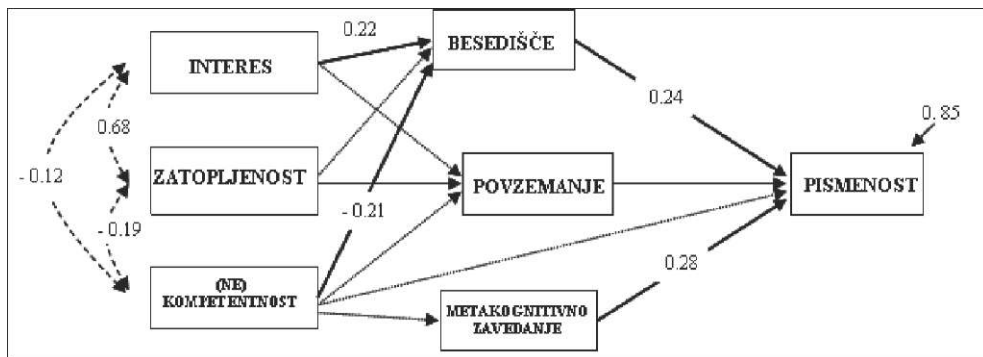 0.22
BESEDIŠČE
INTERES
0.24
0.68
0.85
- 0.12
ZATOPLJENOST
POVZEMANJE
PISMENOST
- 0.21
- 0.19
(NE)
KOMPETENTNOST
0.28
METAKOGNITIVNO
ZAVEDANJE